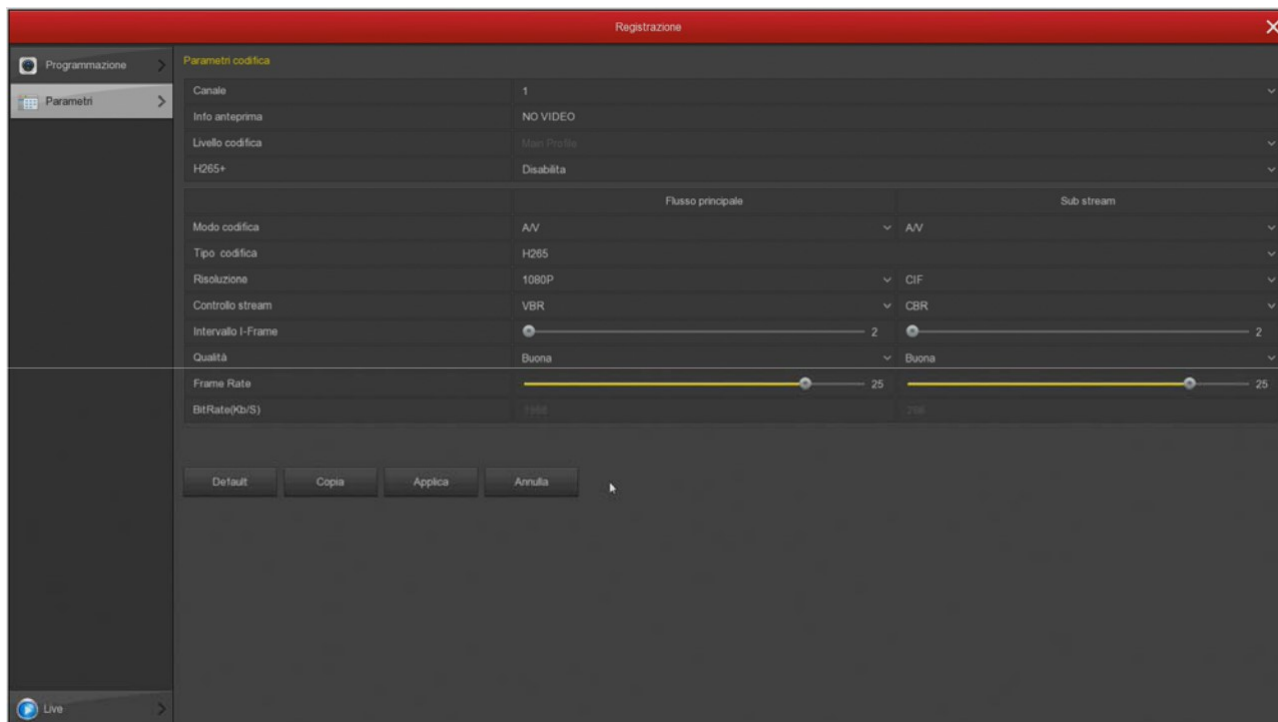 Registrazione
Programmazione
Parametri
Parametri codifica
Canale 1
Info anteprima NO VIDEO
Livello codifica Main Profile
H265+ Disabilita
Flusso principale Sub stream
Modo codifica A/V A/V
Tipo codifica H265
Risoluzione 1080P CIF
Controllo stream VBR CBR
Intervallo I-Frame 2 2
Qualità Buona Buona
Frame Rate 25 25
BitRate(Kb/S)
Default Copia Applica Annulla
Live